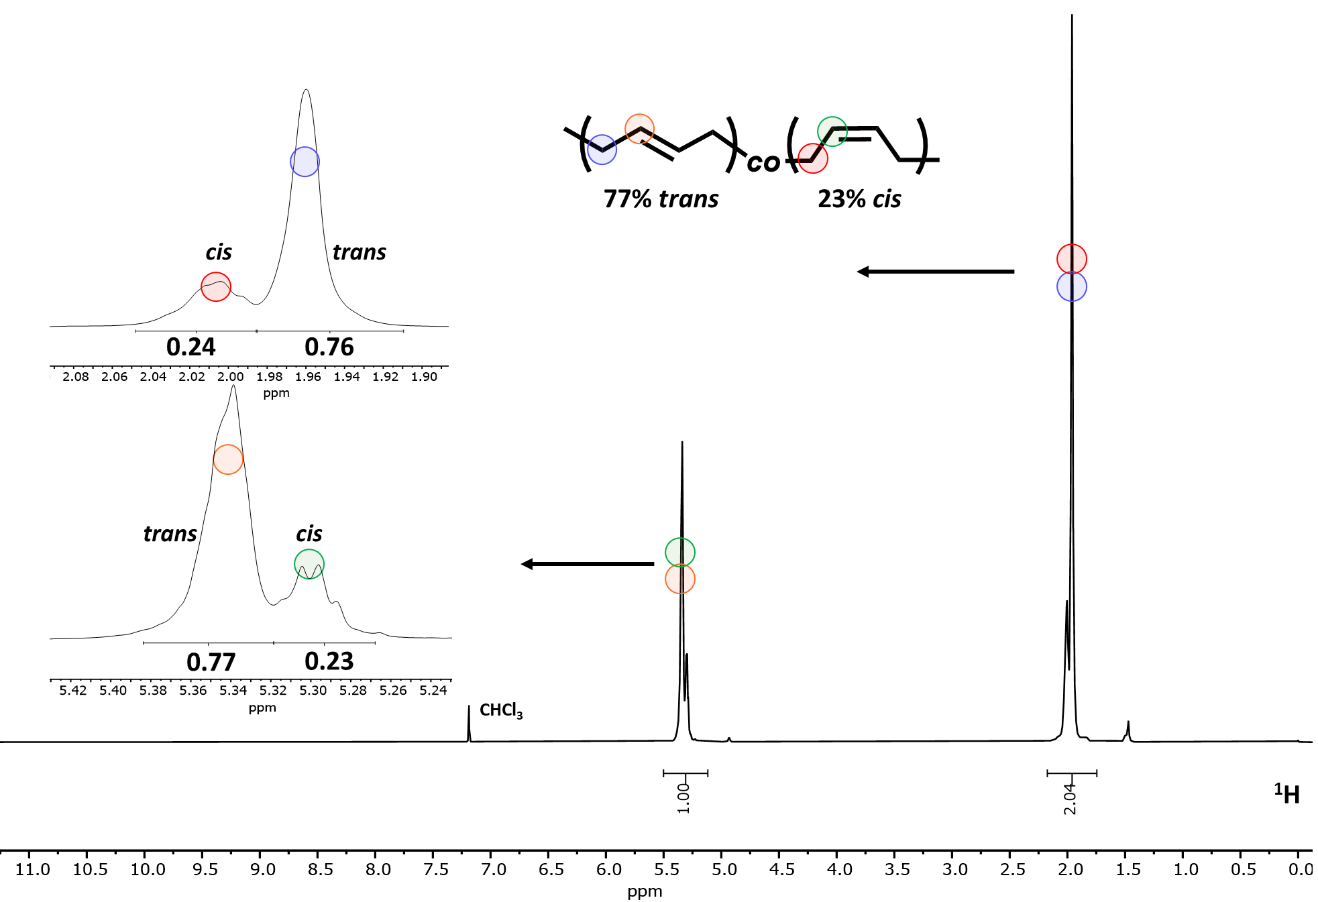 co
77% trans 23% cis
cis
trans
0.24 0.76
2.08 2.06 2.04 2.02 2.00 1.98 1.96 1.94 1.92 1.90
ppm
trans
cis
0.77 0.23
5.42 5.40 5.38 5.36 5.34 5.32 5.30 5.28 5.26 5.24
ppm
CHCl₃
1.00
2.04
¹H
11.0 10.5 10.0 9.5 9.0 8.5 8.0 7.5 7.0 6.5 6.0 5.5 5.0 4.5 4.0 3.5 3.0 2.5 2.0 1.5 1.0 0.5 0.0
ppm